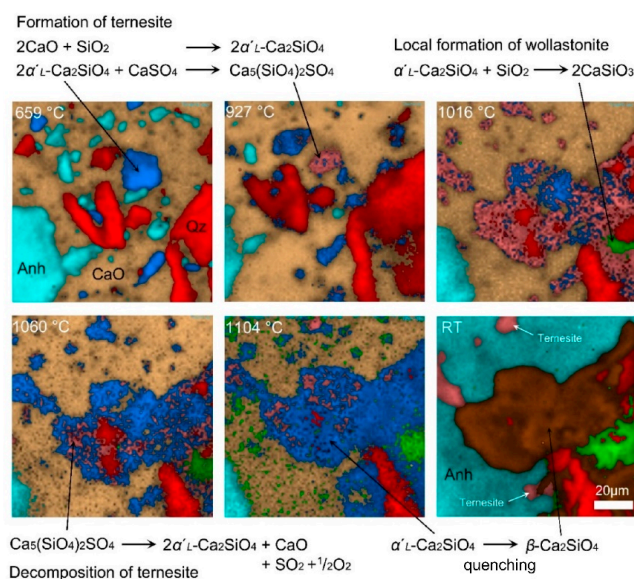 Formation of ternesite
2CaO + SiO₂ ⟶ 2α′L-Ca2SiO₄
2α′L-Ca2SiO₄ + CaSO₄ ⟶ Ca₅(SiO₄)₂SO₄
Local formation of wollastonite
α′L-Ca2SiO₄ + SiO₂ ⟶ 2CaSiO₃
659 °C
927 °C
1016 °C
Qz
Anh
CaO
1060 °C
1104 °C
RT
Ternesite
Anh
Ternesite
20µm
Ca₅(SiO₄)₂SO₄ ⟶ 2α′L-Ca2SiO₄ + CaO
+ SO₂ + ¹/₂O₂
Decomposition of ternesite
α′L-Ca2SiO₄ ⟶ β-Ca2SiO₄
quenching